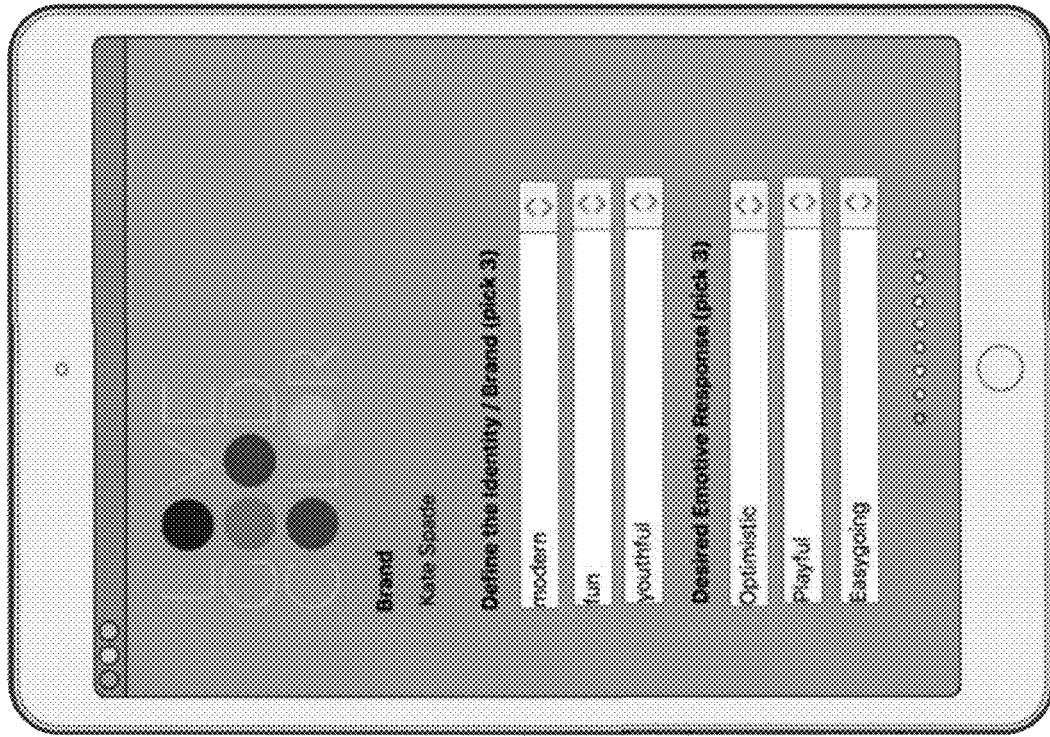 Brand
Kate Spade
Define the Identity / Brand (pick 3)
modern
fun
youthful
Desired Emotive Response (pick 3)
Optimistic
Playful
Easygoing